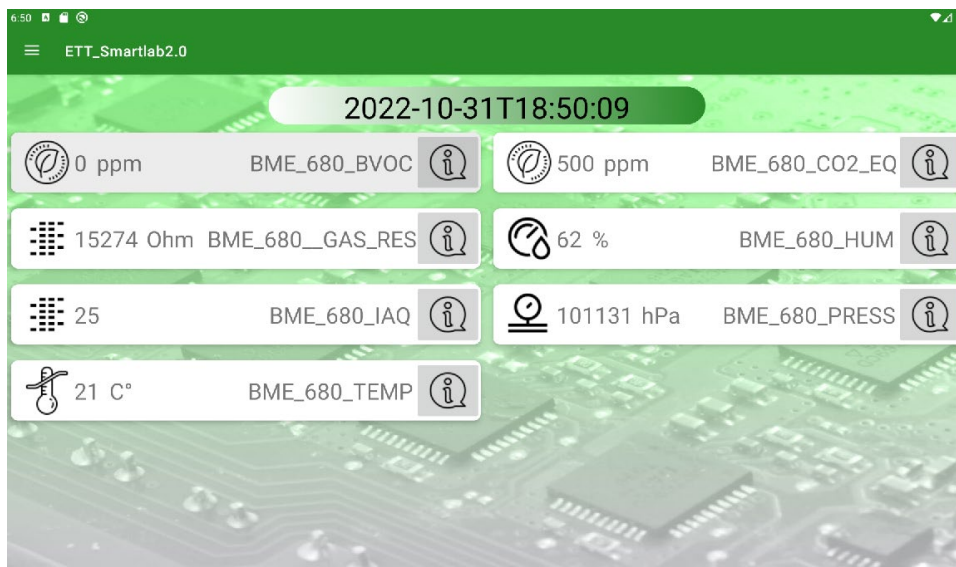 6:50
ETT_Smartlab2.0
2022-10-31T18:50:09
0 ppm BME_680_BVOC
500 ppm BME_680_CO2_EQ
15274 Ohm BME_680__GAS_RES
62 % BME_680_HUM
25 BME_680_IAQ
101131 hPa BME_680_PRESS
21 C° BME_680_TEMP